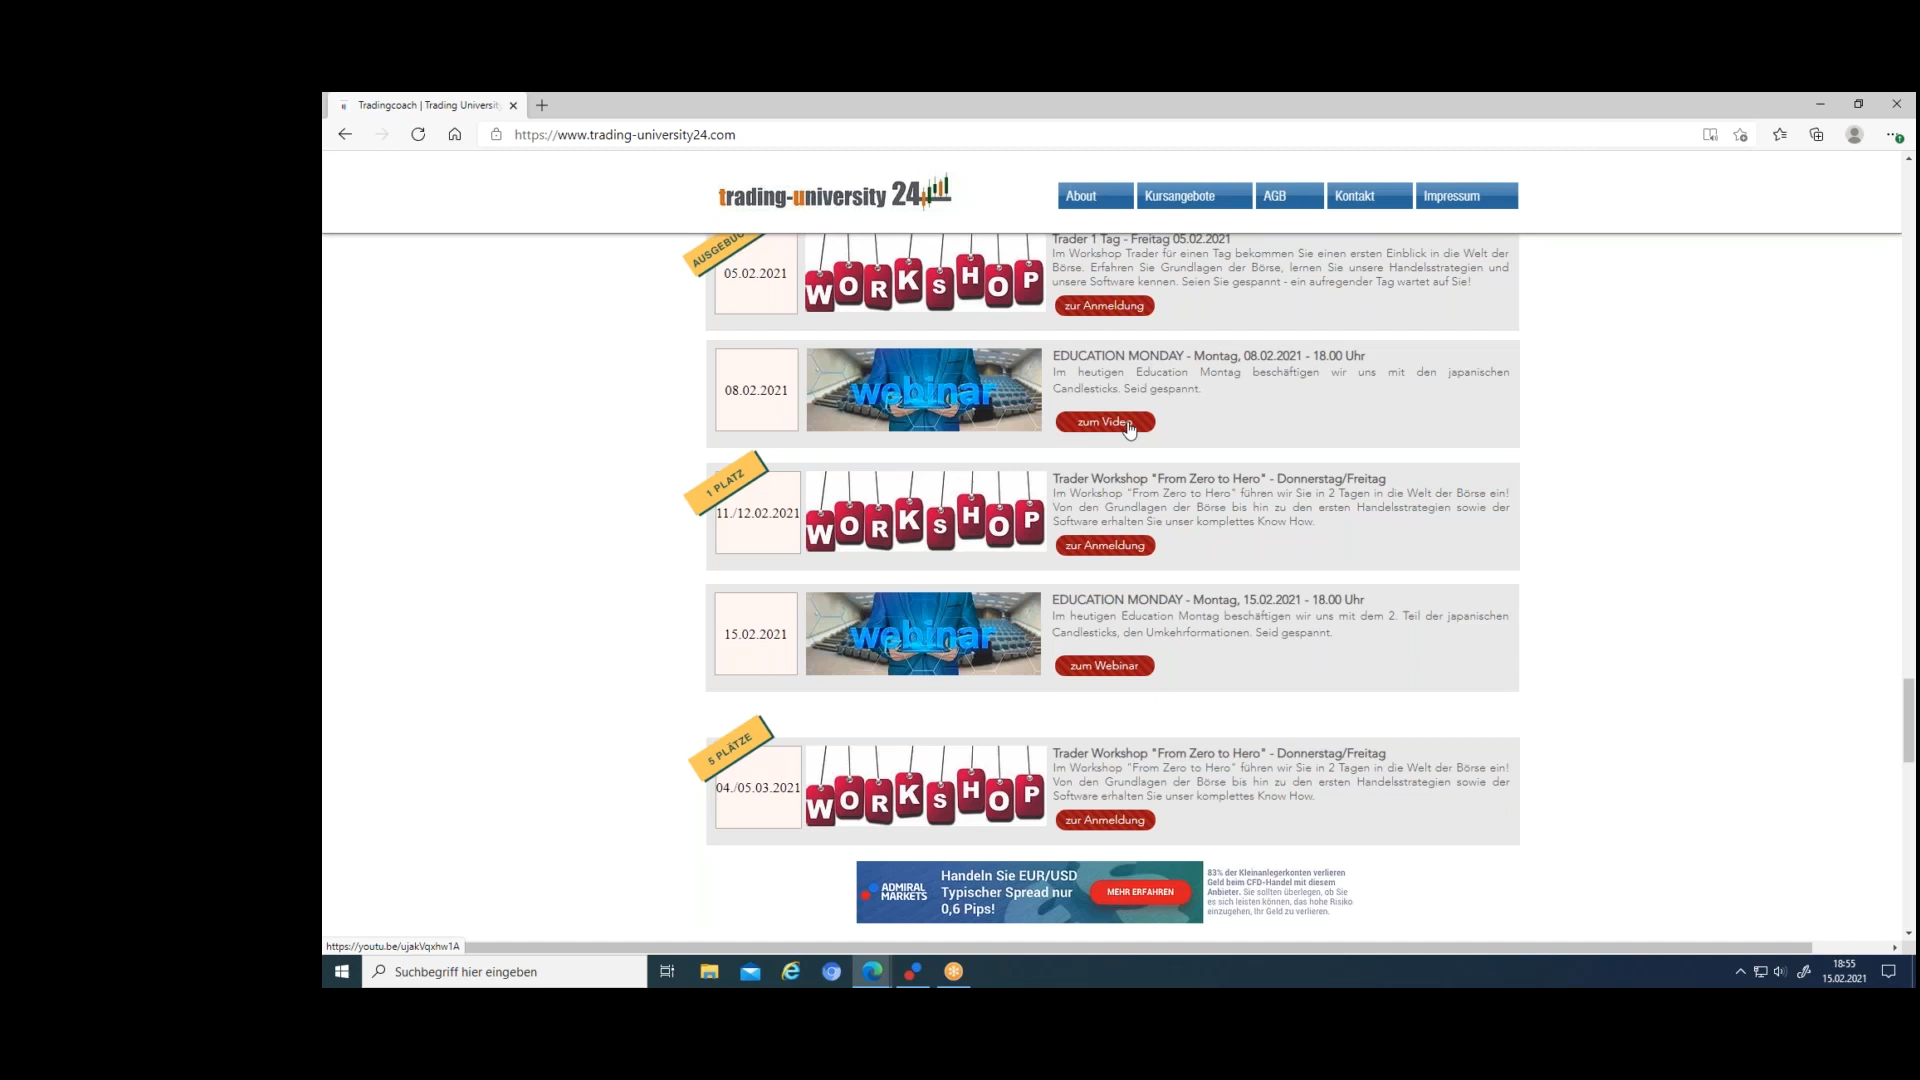 Tradingcoach | Trading Universit
https://www.trading-university24.com
trading-university 24
About
Kursangebote
AGB
Kontakt
Impressum
AUSGEBUC
05.02.2021
WORKSHOP
Trader 1 Tag - Freitag 05.02.2021
Im Workshop Trader für einen Tag bekommen Sie einen ersten Einblick in die Welt der
Börse. Erfahren Sie Grundlagen der Börse, lernen Sie unsere Handelsstrategien und
unsere Software kennen. Seien Sie gespannt - ein aufregender Tag wartet auf Sie!
zur Anmeldung
08.02.2021
webinar
EDUCATION MONDAY - Montag, 08.02.2021 - 18.00 Uhr
Im heutigen Education Montag beschäftigen wir uns mit den japanischen
Candlesticks. Seid gespannt.
zum Video
1 PLATZ
11./12.02.2021
WORKSHOP
Trader Workshop "From Zero to Hero" - Donnerstag/Freitag
Im Workshop "From Zero to Hero" führen wir Sie in 2 Tagen in die Welt der Börse ein!
Von den Grundlagen der Börse bis hin zu den ersten Handelsstrategien sowie der
Software erhalten Sie unser komplettes Know How.
zur Anmeldung
15.02.2021
webinar
EDUCATION MONDAY - Montag, 15.02.2021 - 18.00 Uhr
Im heutigen Education Montag beschäftigen wir uns mit dem 2. Teil der japanischen
Candlesticks, den Umkehrformationen. Seid gespannt.
zum Webinar
5 PLÄTZE
04./05.03.2021
WORKSHOP
Trader Workshop "From Zero to Hero" - Donnerstag/Freitag
Im Workshop "From Zero to Hero" führen wir Sie in 2 Tagen in die Welt der Börse ein!
Von den Grundlagen der Börse bis hin zu den ersten Handelsstrategien sowie der
Software erhalten Sie unser komplettes Know How.
zur Anmeldung
ADMIRAL
MARKETS
Handeln Sie EUR/USD
Typischer Spread nur
0,6 Pips!
MEHR ERFAHREN
83% der Kleinanlegerkonten verlieren
Geld beim CFD-Handel mit diesem
Anbieter. Sie sollten überlegen, ob Sie
es sich leisten können, das hohe Risiko
einzugehen, Ihr Geld zu verlieren.
https://youtu.be/ujakVqxhw1A
Suchbegriff hier eingeben
18:55
15.02.2021